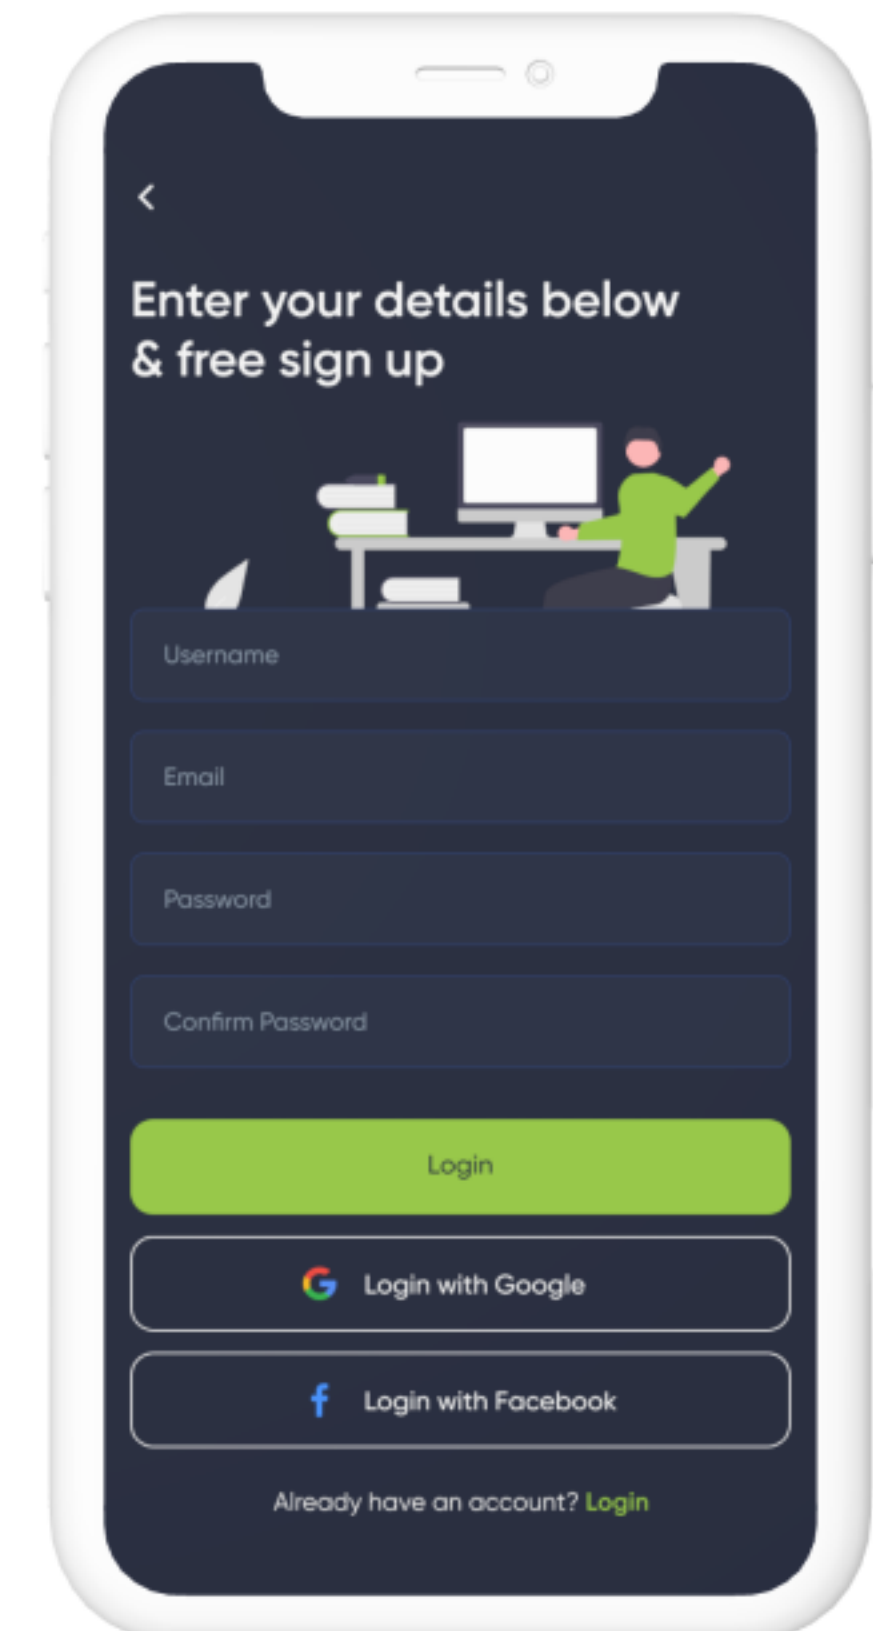 Enter your details below
& free sign up
Username
Email
Password
Confirm Password
Login
Login with Google
Login with Facebook
Already have an account? Login